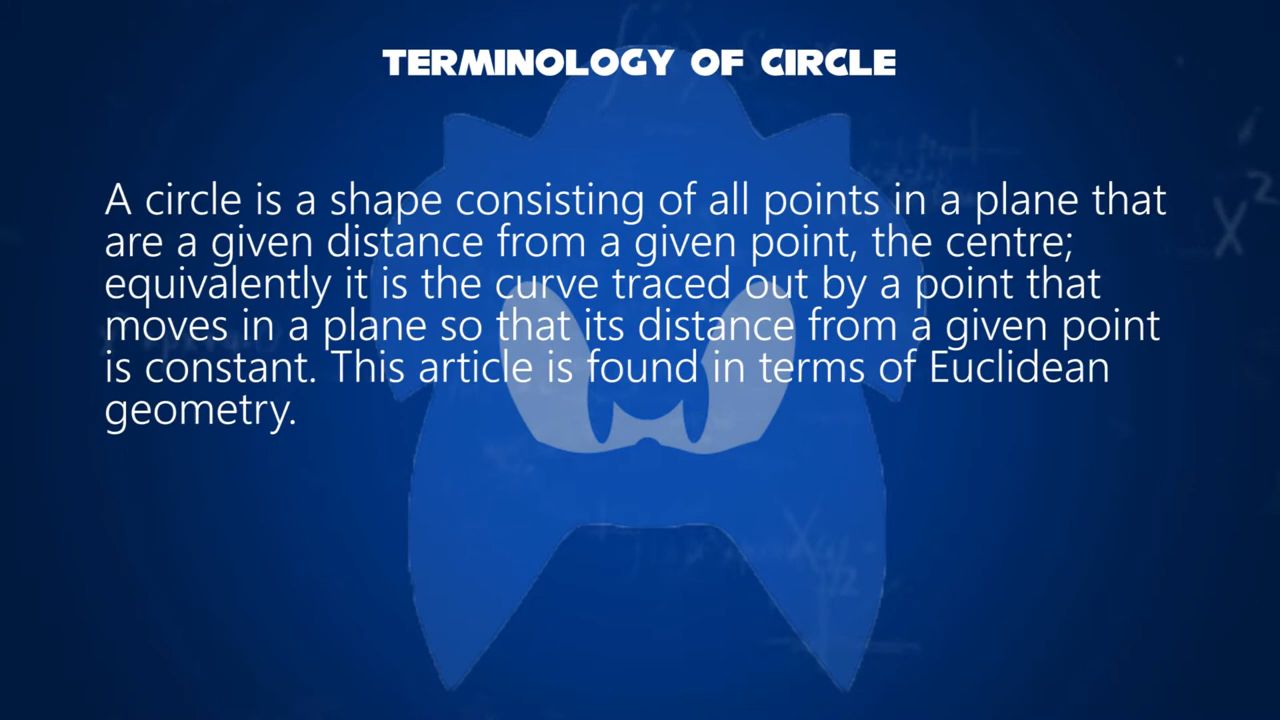 TERMINOLOGY OF CIRCLE
A circle is a shape consisting of all points in a plane that
are a given distance from a given point, the centre;
equivalently it is the curve traced out by a point that
moves in a plane so that its distance from a given point
is constant. This article is found in terms of Euclidean
geometry.
X²